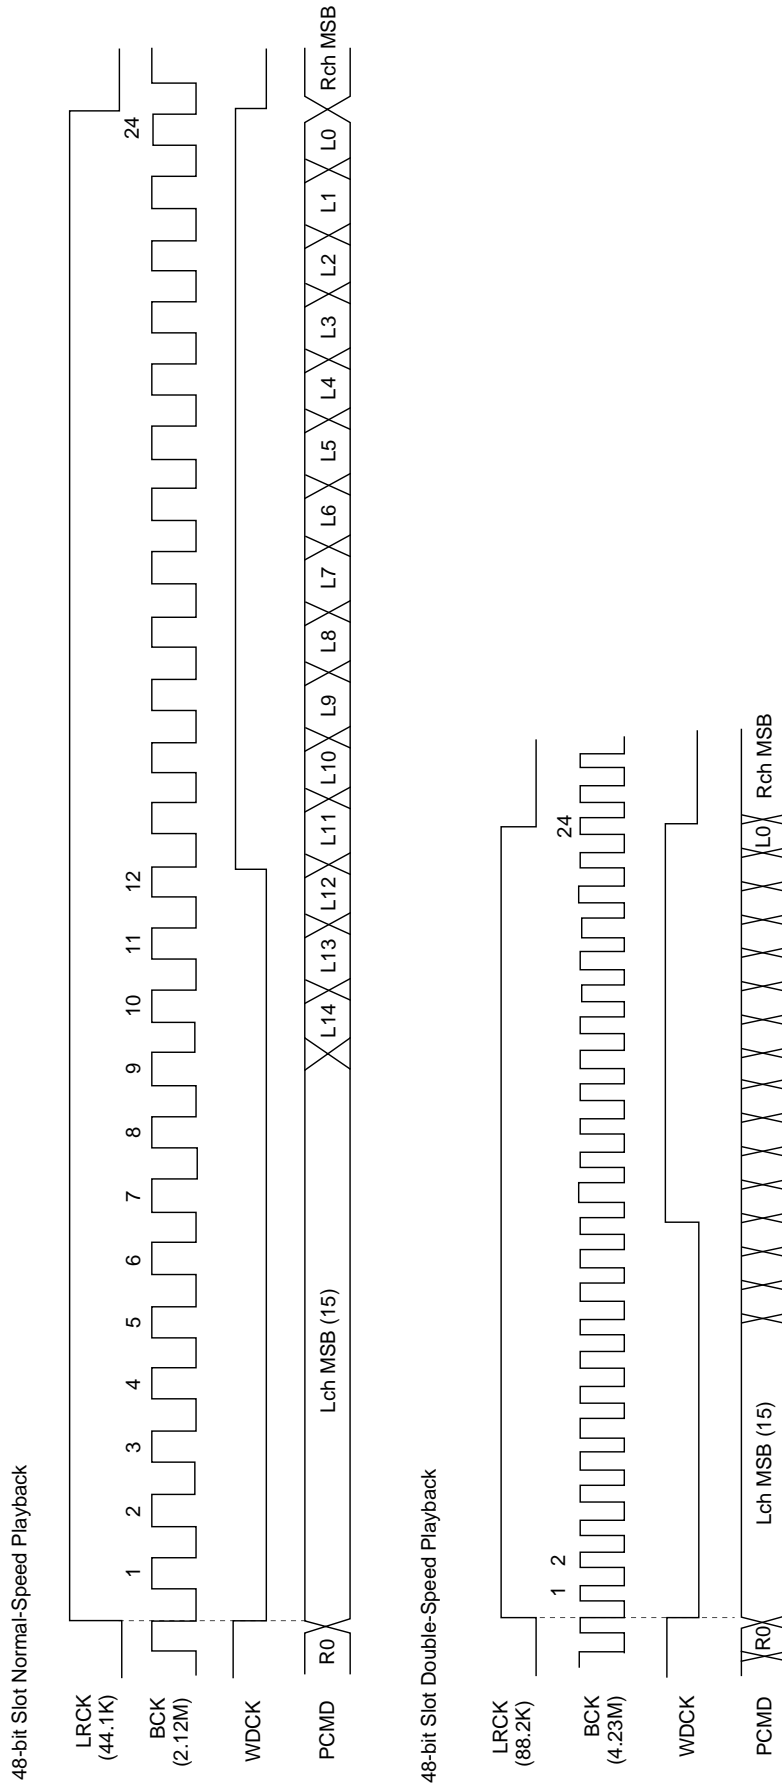 48-bit Slot Normal-Speed Playback
LRCK
(44.1K)
1 2 3 4 5 6 7 8 9 10 11 12 24
BCK
(2.12M)
WDCK
PCMD
R0 Lch MSB (15) L14 L13 L12 L11 L10 L9 L8 L7 L6 L5 L4 L3 L2 L1 L0 Rch MSB
48-bit Slot Double-Speed Playback
LRCK
(88.2K)
1 2 24
BCK
(4.23M)
WDCK
PCMD
R0 Lch MSB (15) L0 Rch MSB